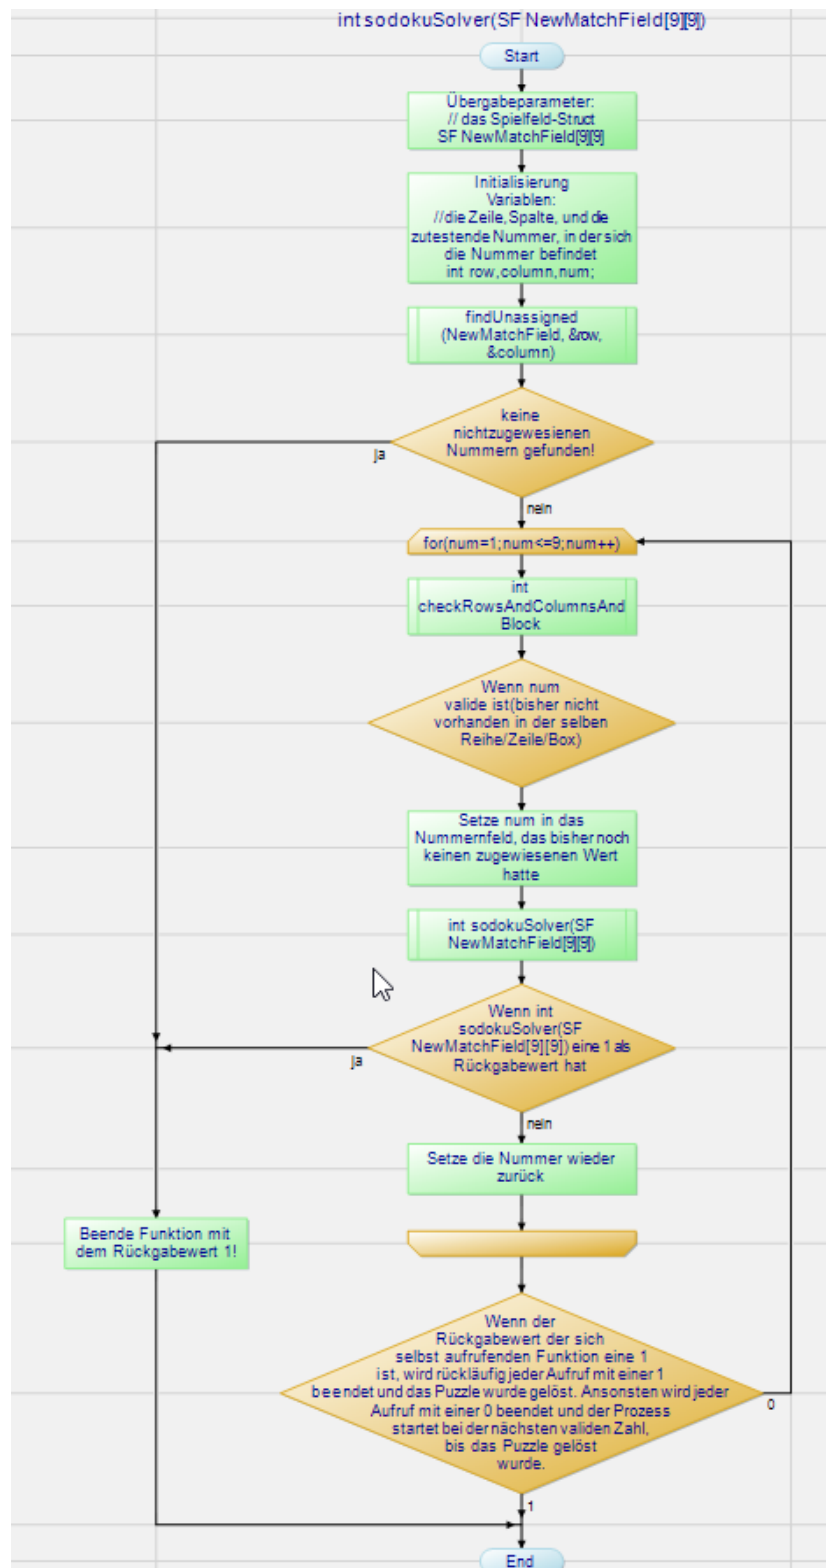 int sodokuSolver(SF NewMatchField[9][9])
Start
Übergabeparameter:
// das Spielfeld-Struct
SF NewMatchField[9][9]
Initialisierung
Variablen:
//die Zeile,Spalte, und die
zutestende Nummer, in der sich
die Nummer befindet
int row,column,num;
findUnassigned
(NewMatchField, &row,
&column)
keine
nichtzugewesienen
Nummern gefunden!
ja
nein
for(num=1;num<=9;num++)
int
checkRowsAndColumnsAnd
Block
Wenn num
valide ist(bisher nicht
vorhanden in der selben
Reihe/Zeile/Box)
Setze num in das
Nummernfeld, das bisher noch
keinen zugewiesenen Wert
hatte
int sodokuSolver(SF
NewMatchField[9][9])
Wenn int
sodokuSolver(SF
NewMatchField[9][9]) eine 1 als
Rückgabewert hat
ja
nein
Setze die Nummer wieder
zurück
Beende Funktion mit
dem Rückgabewert 1!
Wenn der
Rückgabewert der sich
selbst aufrufenden Funktion eine 1
ist, wird rückläufig jeder Aufruf mit einer 1
beendet und das Puzzle wurde gelöst. Ansonsten wird jeder
Aufruf mit einer 0 beendet und der Prozess
startet bei der nächsten validen Zahl,
bis das Puzzle gelöst
wurde.
0
1
End